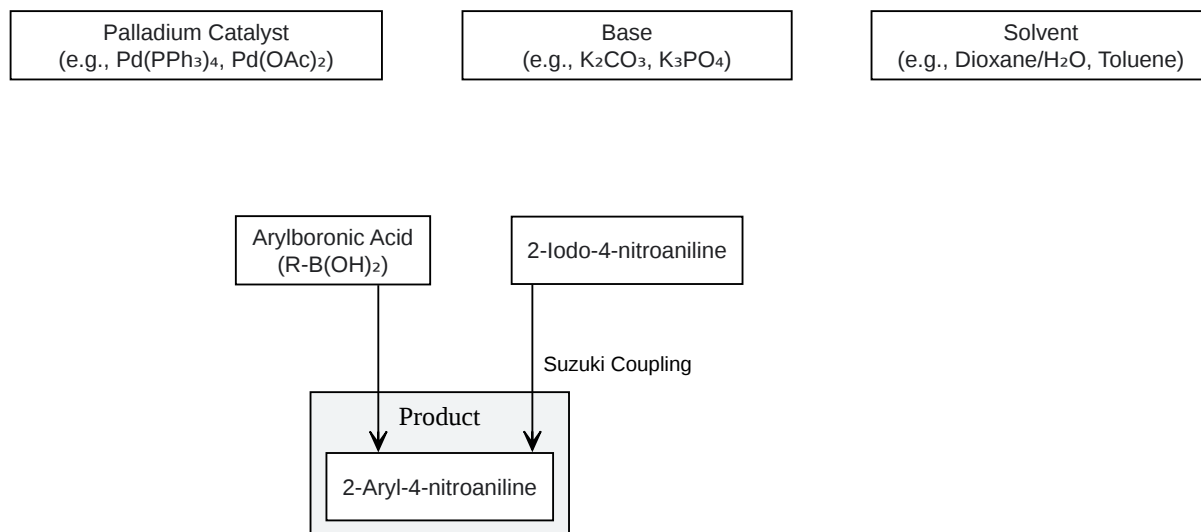 Palladium Catalyst
(e.g., Pd(PPh₃)₄, Pd(OAc)₂)
Base
(e.g., K₂CO₃, K₃PO₄)
Solvent
(e.g., Dioxane/H₂O, Toluene)
Arylboronic Acid
(R-B(OH)₂)
2-Iodo-4-nitroaniline
Suzuki Coupling
Product
2-Aryl-4-nitroaniline